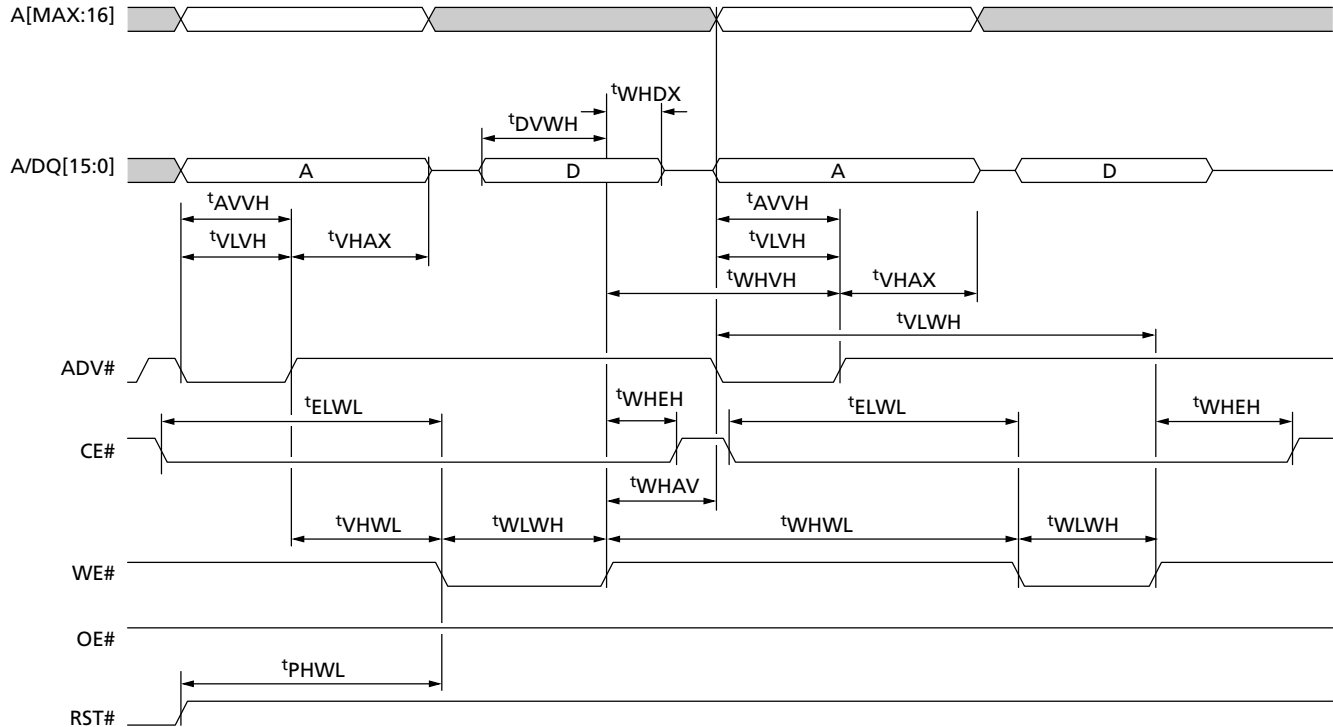 A[MAX:16]
tWHDX
tDVWH
A/DQ[15:0] A D A D
tAVVH tAVVH
tVLVH tVHAX tVLVH
tWHVH tVHAX
tVLWH
ADV#
tELWL tWHEH tELWL tWHEH
CE#
tWHAV
tVHWL tWLWH tWHWL tWLWH
WE#
OE#
tPHWL
RST#